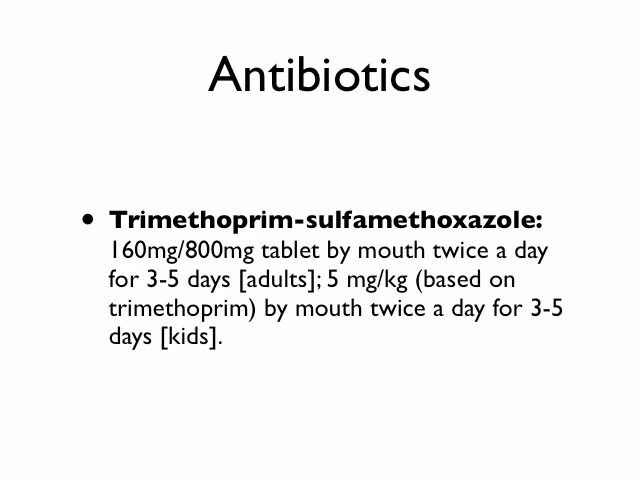 Antibiotics
• Trimethoprim-sulfamethoxazole:
160mg/800mg tablet by mouth twice a day
for 3-5 days [adults]; 5 mg/kg (based on
trimethoprim) by mouth twice a day for 3-5
days [kids].